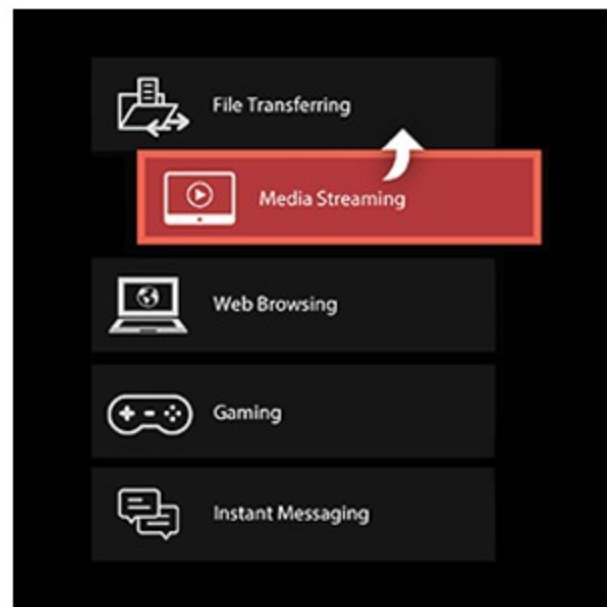 File Transferring
Media Streaming
Web Browsing
Gaming
Instant Messaging